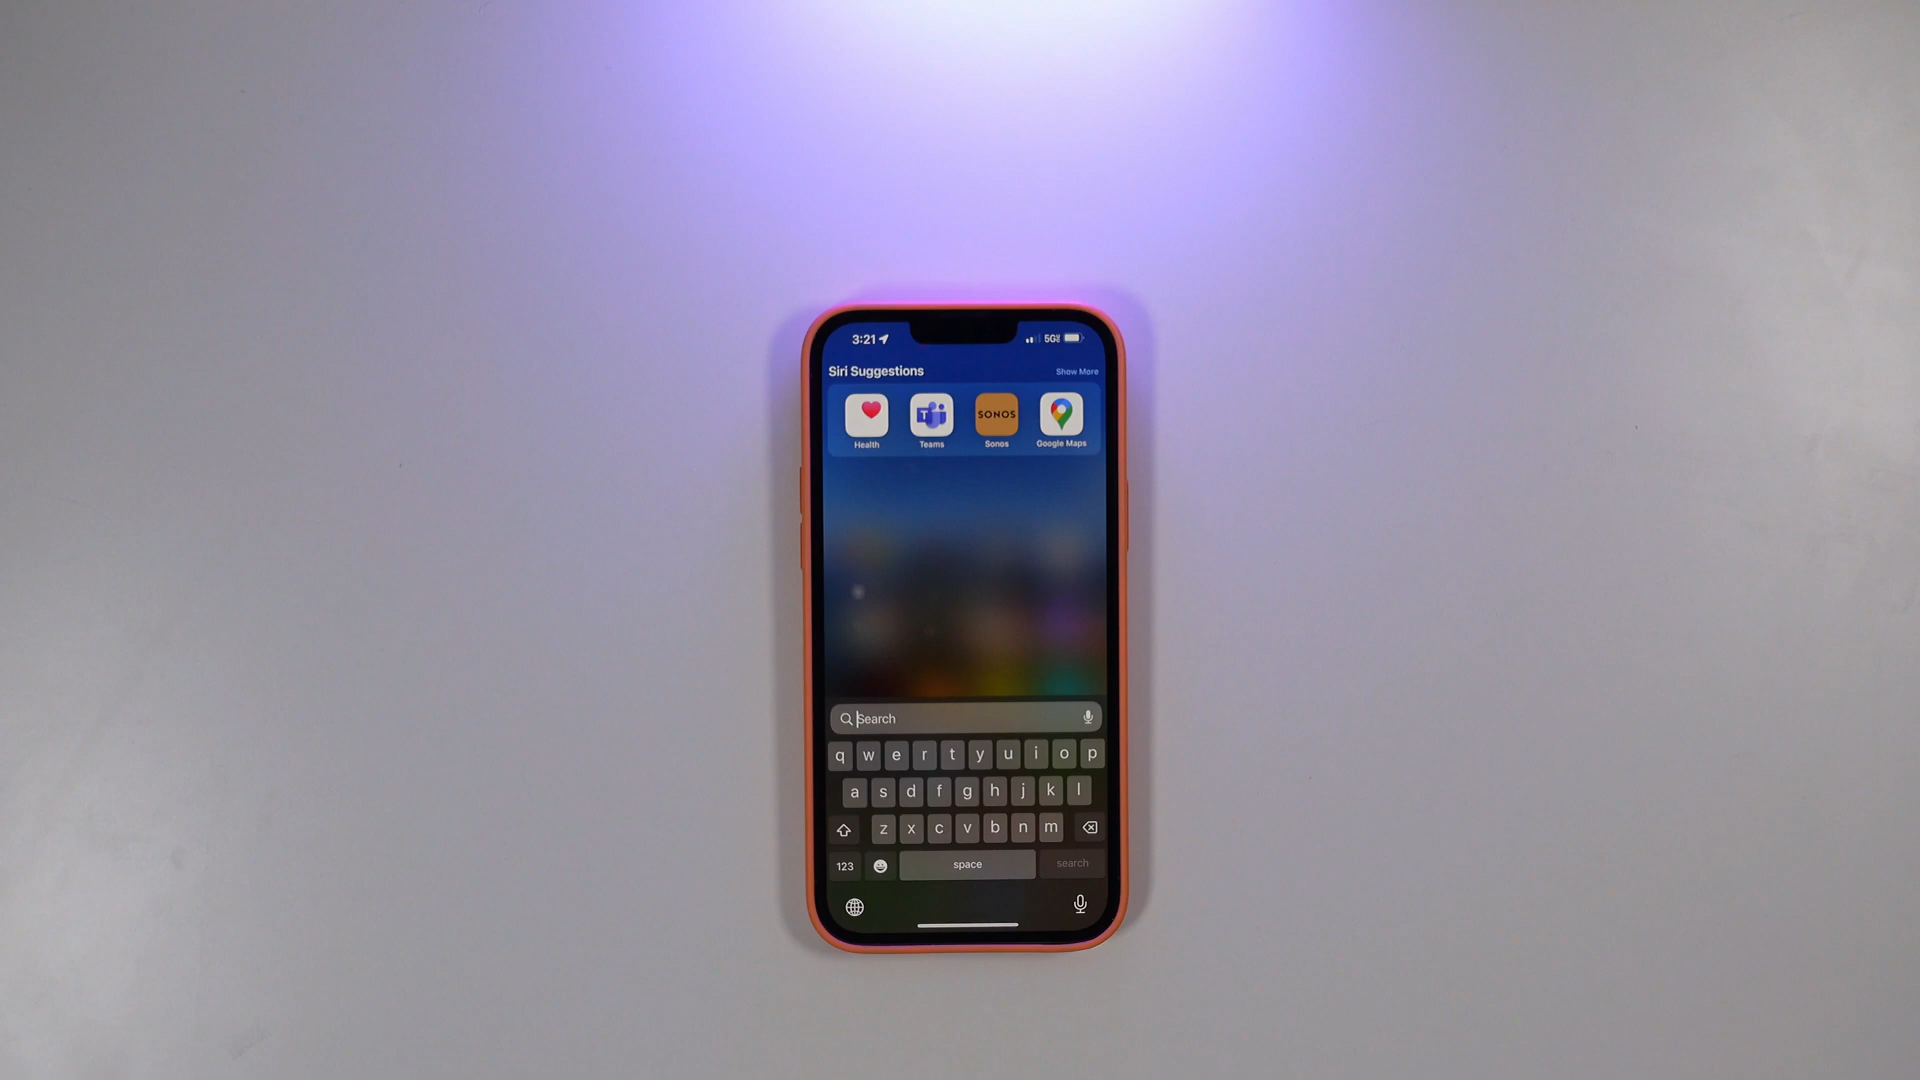 3:21 5G
Siri Suggestions Show More
SONOS
Health Teams Sonos Google Maps
Search
q w e r t y u i o p
a s d f g h j k l
z x c v b n m
123 space search